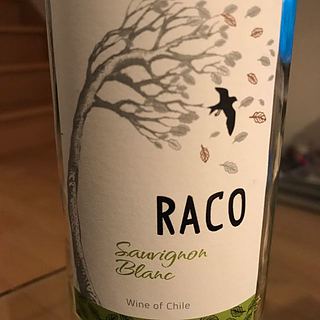 RACO
Sauvignon
Blanc
Wine of Chile